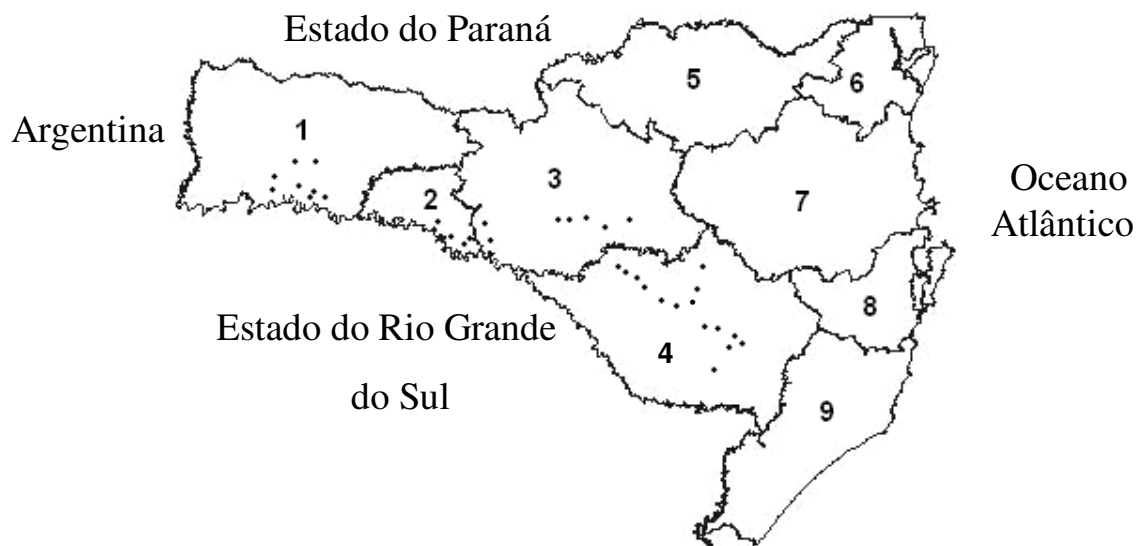 Estado do Paraná
5
6
Argentina
1
3
Oceano
2
7
Atlântico
8
Estado do Rio Grande
4
do Sul
9